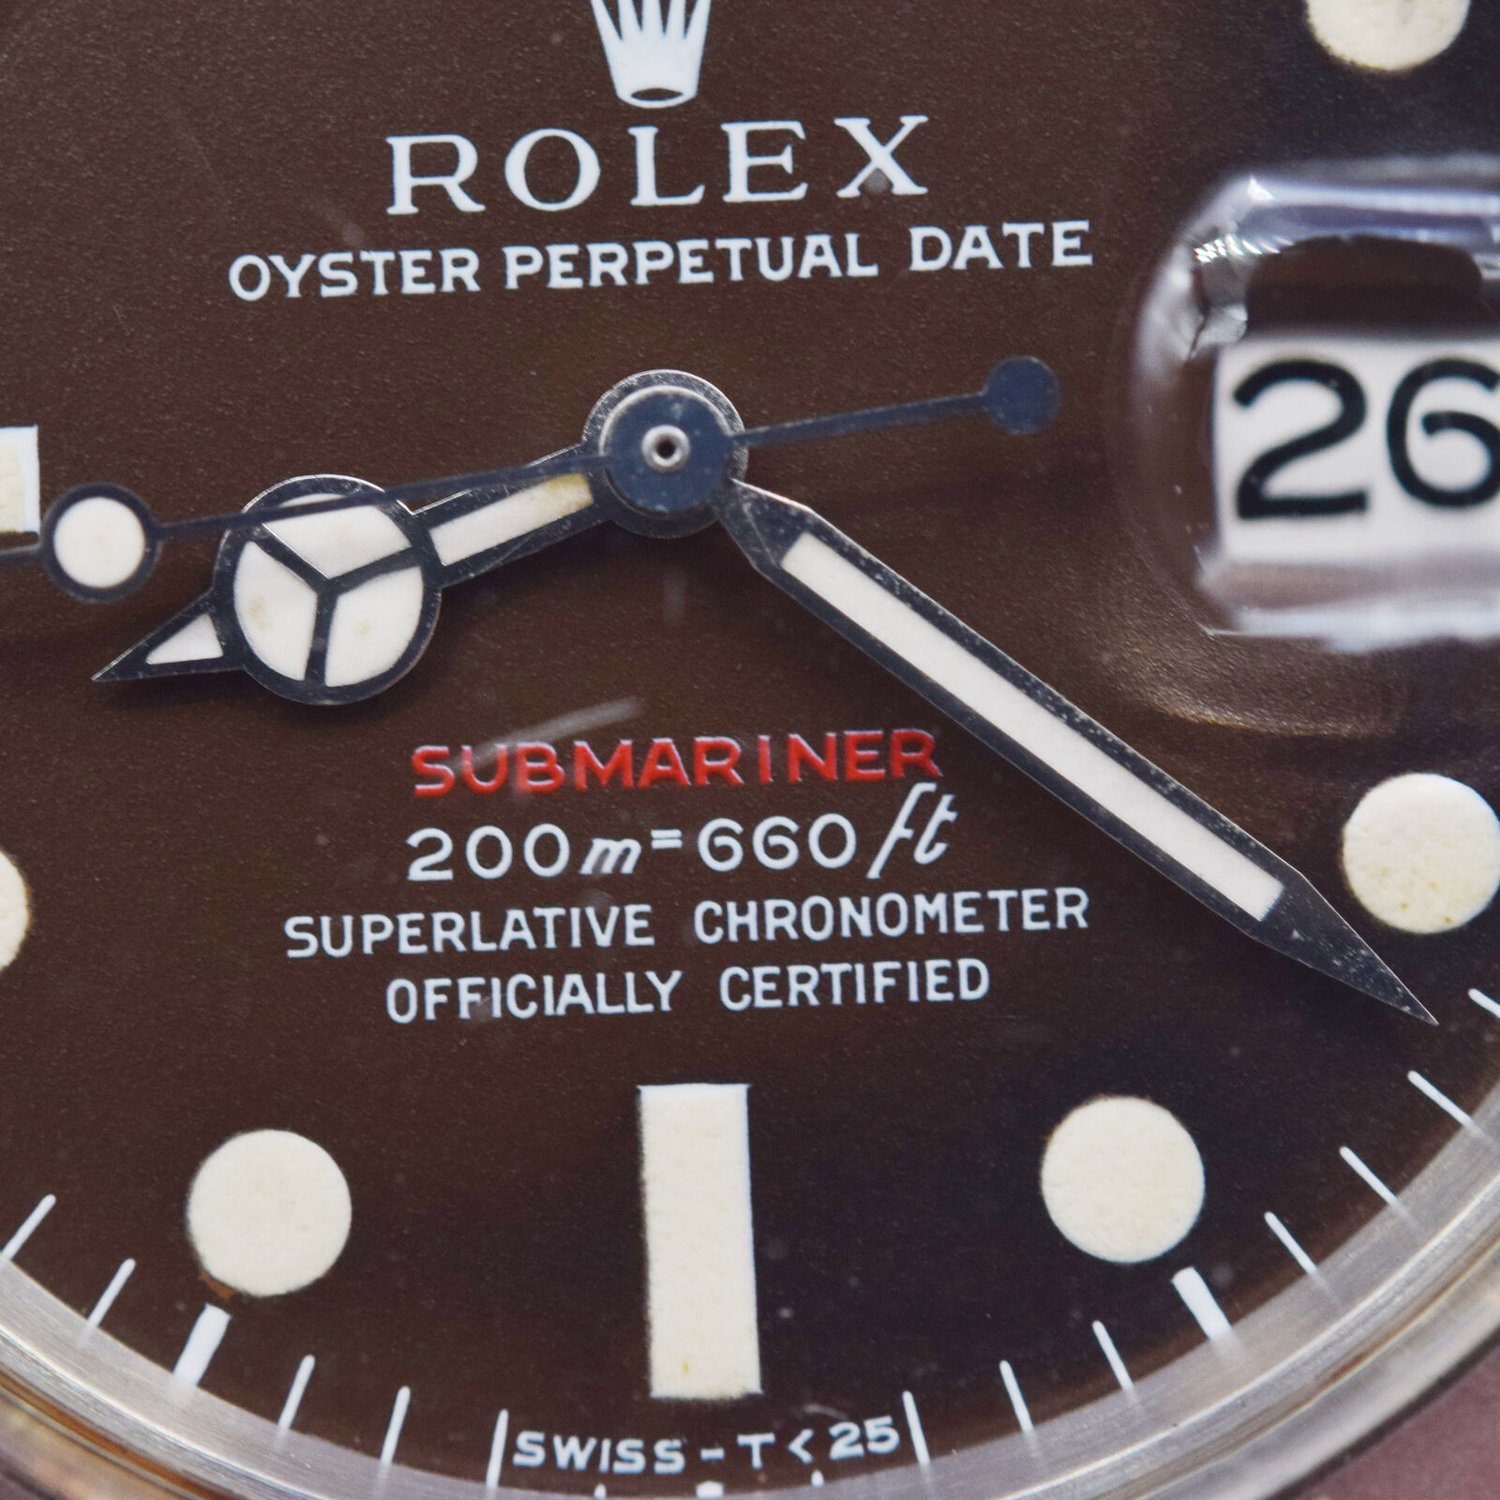 ROLEX
OYSTER PERPETUAL DATE
26
SUBMARINER
200m=660ft
SUPERLATIVE CHRONOMETER
OFFICIALLY CERTIFIED
SWISS - T < 25